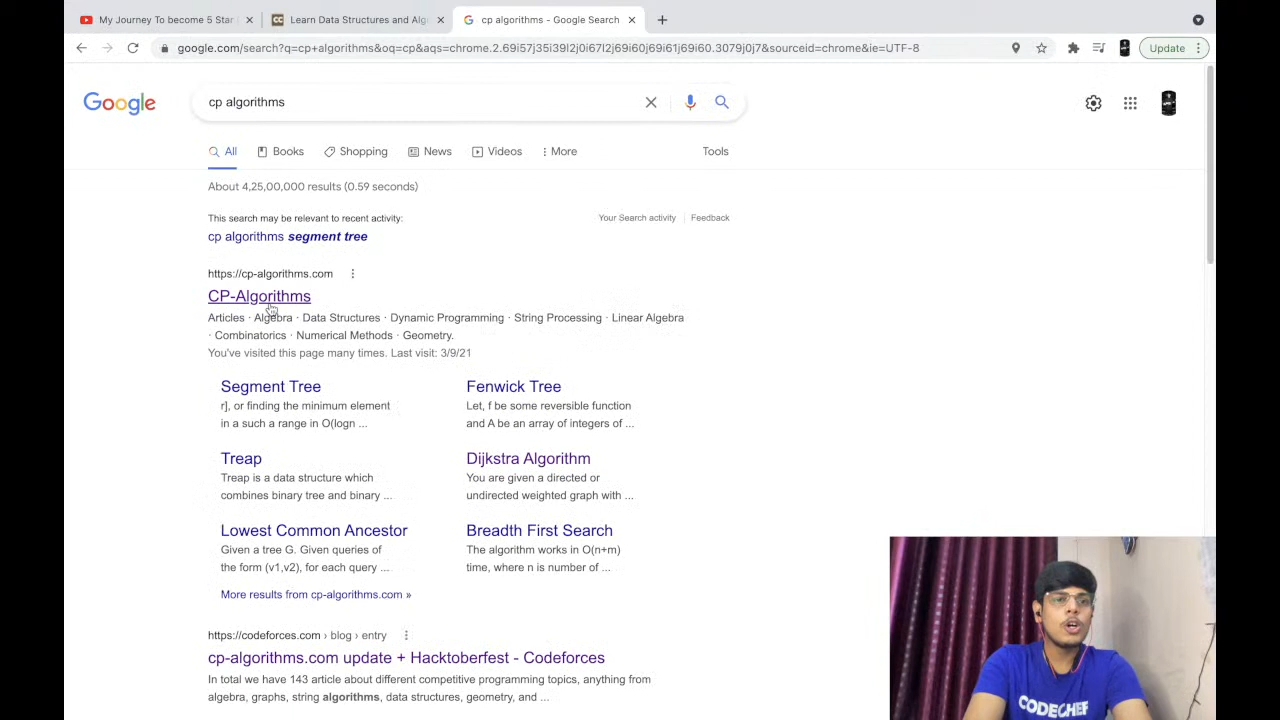 My Journey To become 5 Star
Learn Data Structures and Alg
cp algorithms - Google Search
google.com/search?q=cp+algorithms&oq=cp&aqs=chrome.2.69i57j35i39l2j0i67l2j69i60j69i61j69i60.3079j0j7&sourceid=chrome&ie=UTF-8
Update
Google
cp algorithms
All
Books
Shopping
News
Videos
More
Tools
About 4,25,00,000 results (0.59 seconds)
This search may be relevant to recent activity:
Your Search activity
Feedback
cp algorithms segment tree
https://cp-algorithms.com
CP-Algorithms
Articles · Algebra · Data Structures · Dynamic Programming · String Processing · Linear Algebra
· Combinatorics · Numerical Methods · Geometry.
You've visited this page many times. Last visit: 3/9/21
Segment Tree
r], or finding the minimum element
in a such a range in O(logn ...
Fenwick Tree
Let, f be some reversible function
and A be an array of integers of ...
Treap
Treap is a data structure which
combines binary tree and binary ...
Dijkstra Algorithm
You are given a directed or
undirected weighted graph with ...
Lowest Common Ancestor
Given a tree G. Given queries of
the form (v1,v2), for each query ...
Breadth First Search
The algorithm works in O(n+m)
time, where n is number of ...
More results from cp-algorithms.com »
https://codeforces.com › blog › entry
cp-algorithms.com update + Hacktoberfest - Codeforces
In total we have 143 article about different competitive programming topics, anything from
algebra, graphs, string algorithms, data structures, geometry, and ...
CODECHEF